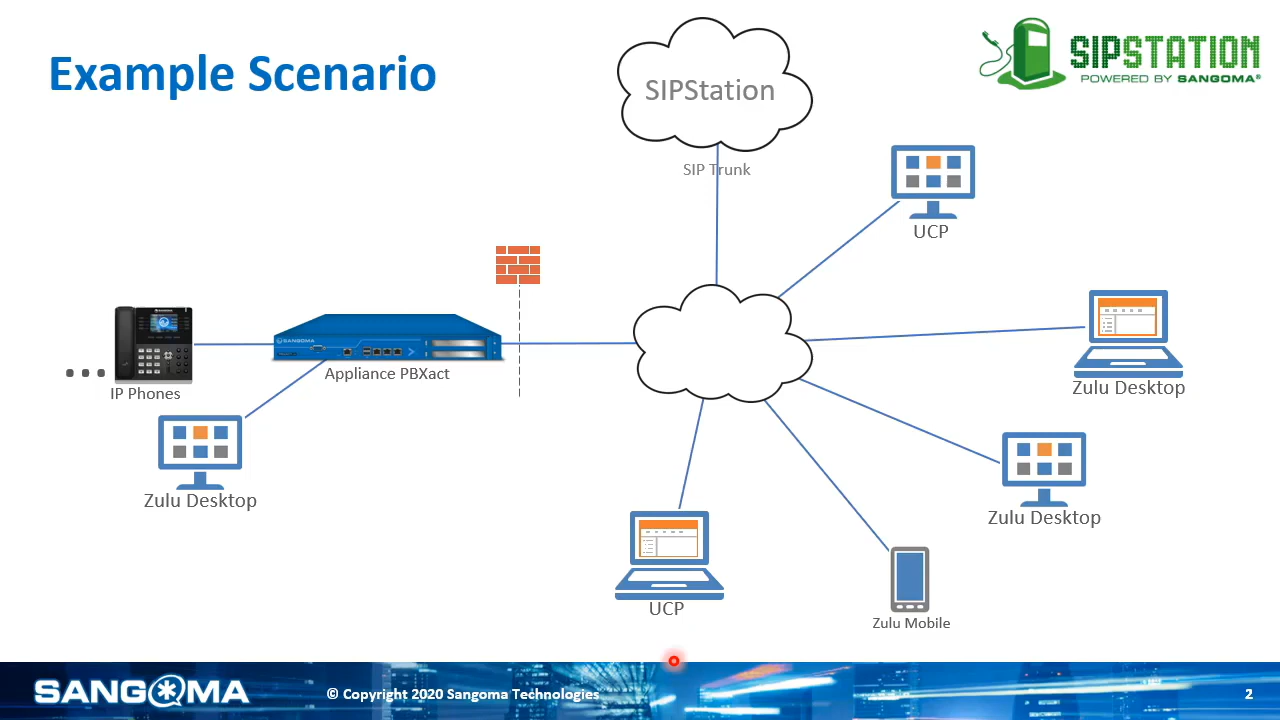 Example Scenario
SIPStation
SIPSTATION
POWERED BY SANGOMA®
SIP Trunk
UCP
SANGOMA
IP Phones
Appliance PBXact
Zulu Desktop
Zulu Desktop
Zulu Desktop
UCP
Zulu Mobile
SANGOMA
© Copyright 2020 Sangoma Technologies
2